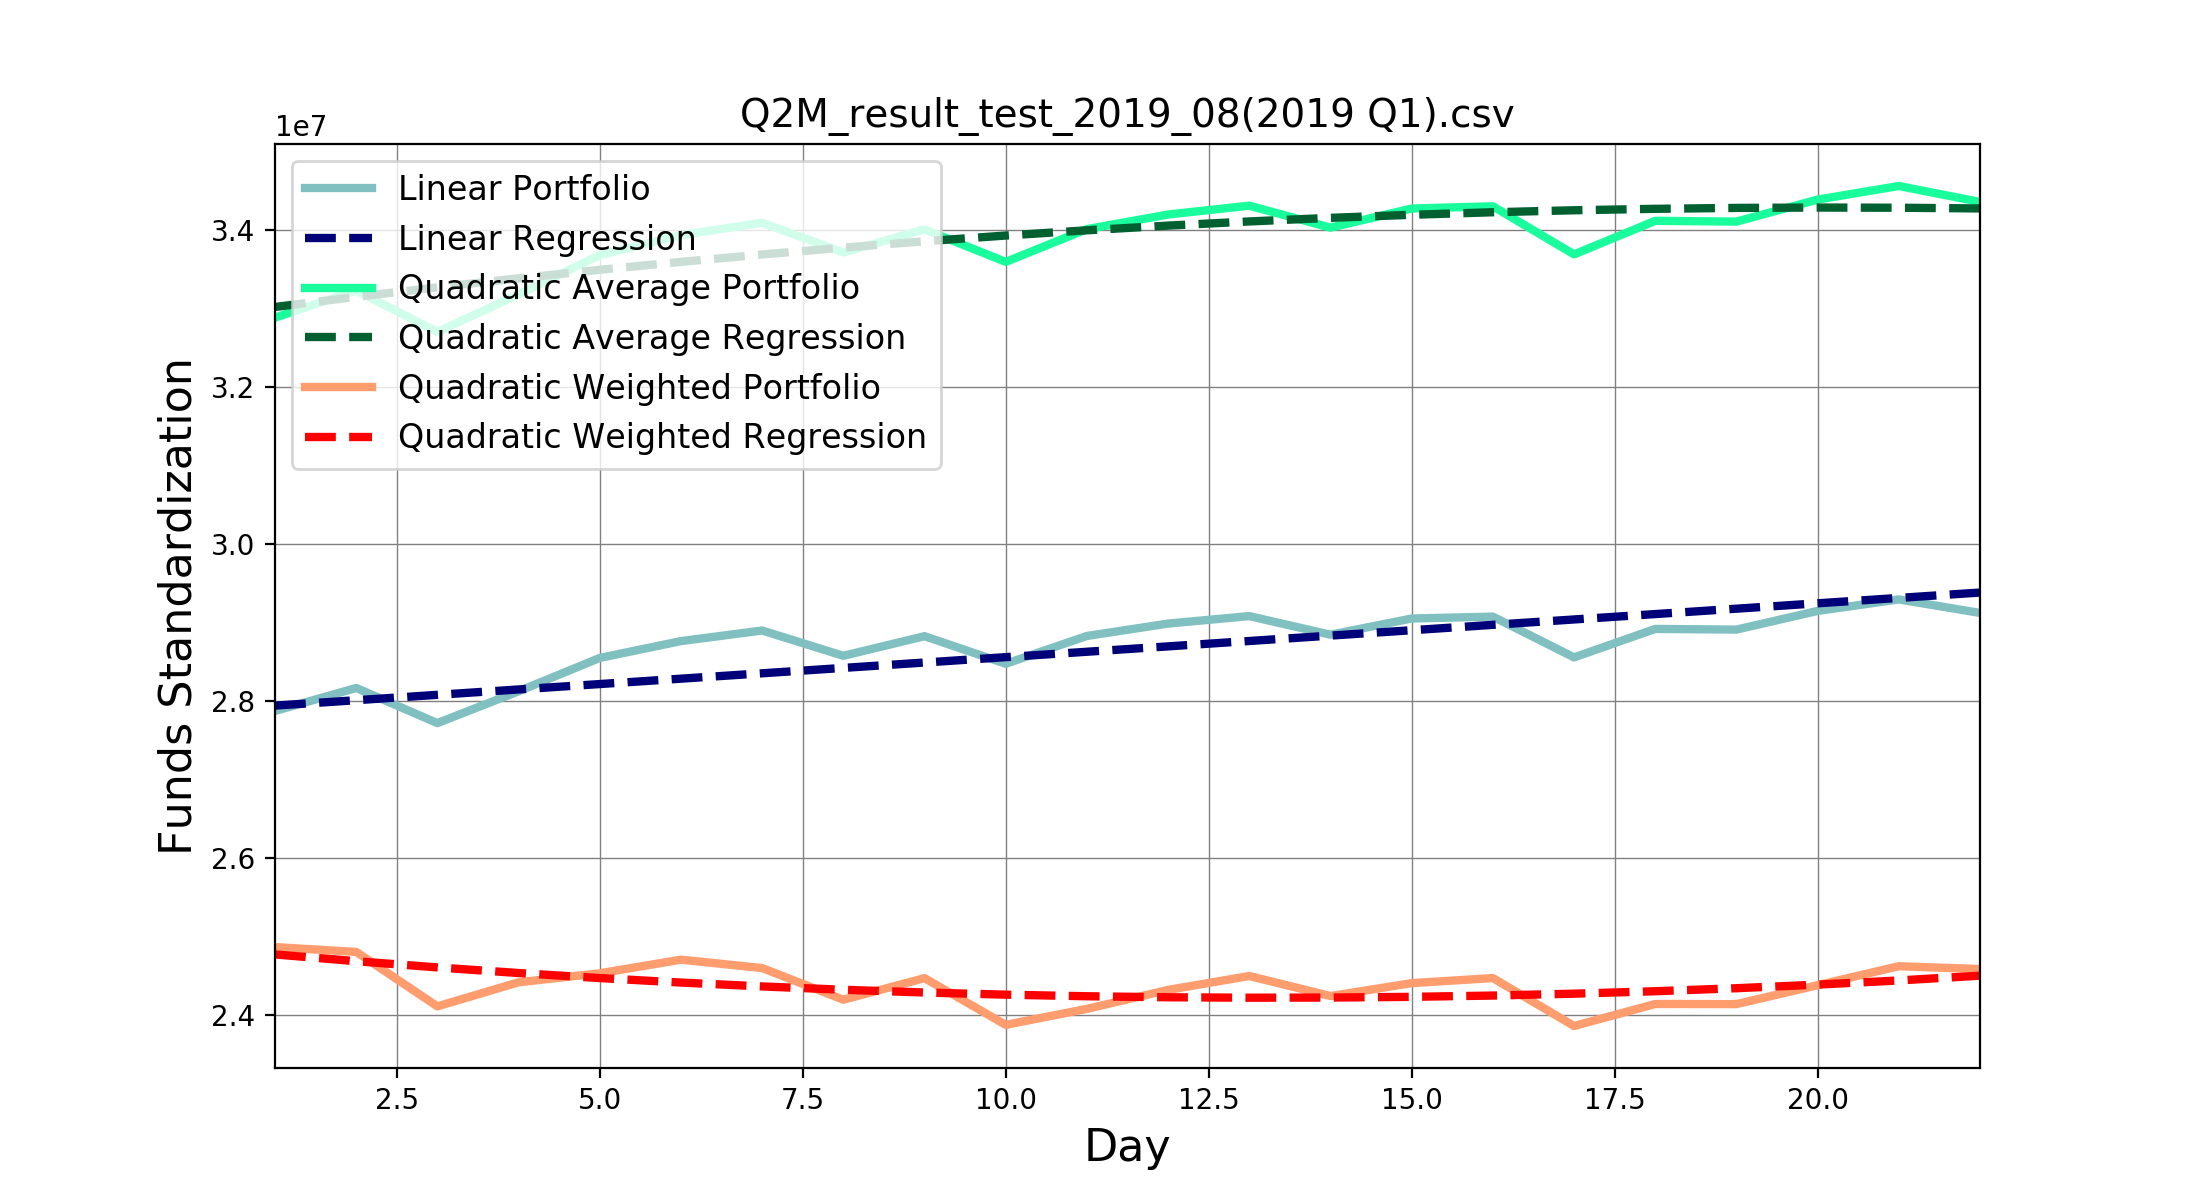 Q2M_result_test_2019_08(2019 Q1).csv
1e7
Linear Portfolio
Linear Regression
Quadratic Average Portfolio
Quadratic Average Regression
Quadratic Weighted Portfolio
Quadratic Weighted Regression
3.4
3.2
3.0
2.8
2.6
2.4
Funds Standardization
2.5 5.0 7.5 10.0 12.5 15.0 17.5 20.0
Day